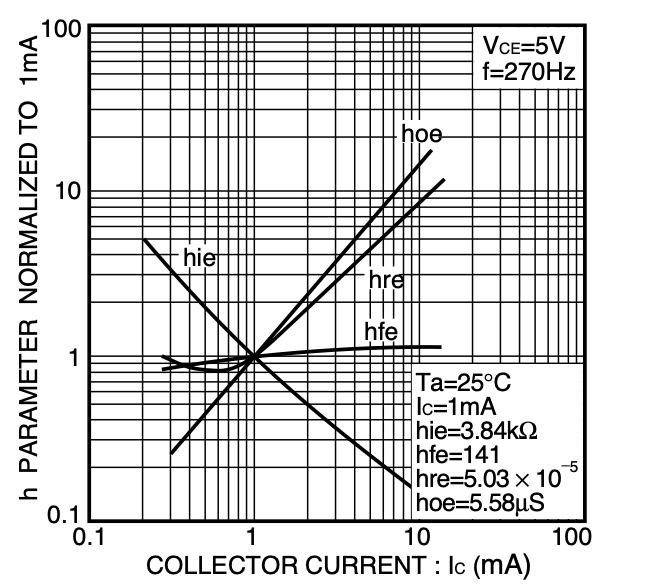 100
VCE=5V
f=270Hz
hoe
10
hie
hre
hfe
1
Ta=25°C
IC=1mA
hie=3.84kΩ
hfe=141
hre=5.03 × 10⁻⁵
hoe=5.58µS
0.1
0.1 1 10 100
COLLECTOR CURRENT : IC (mA)
h PARAMETER NORMALIZED TO 1mA